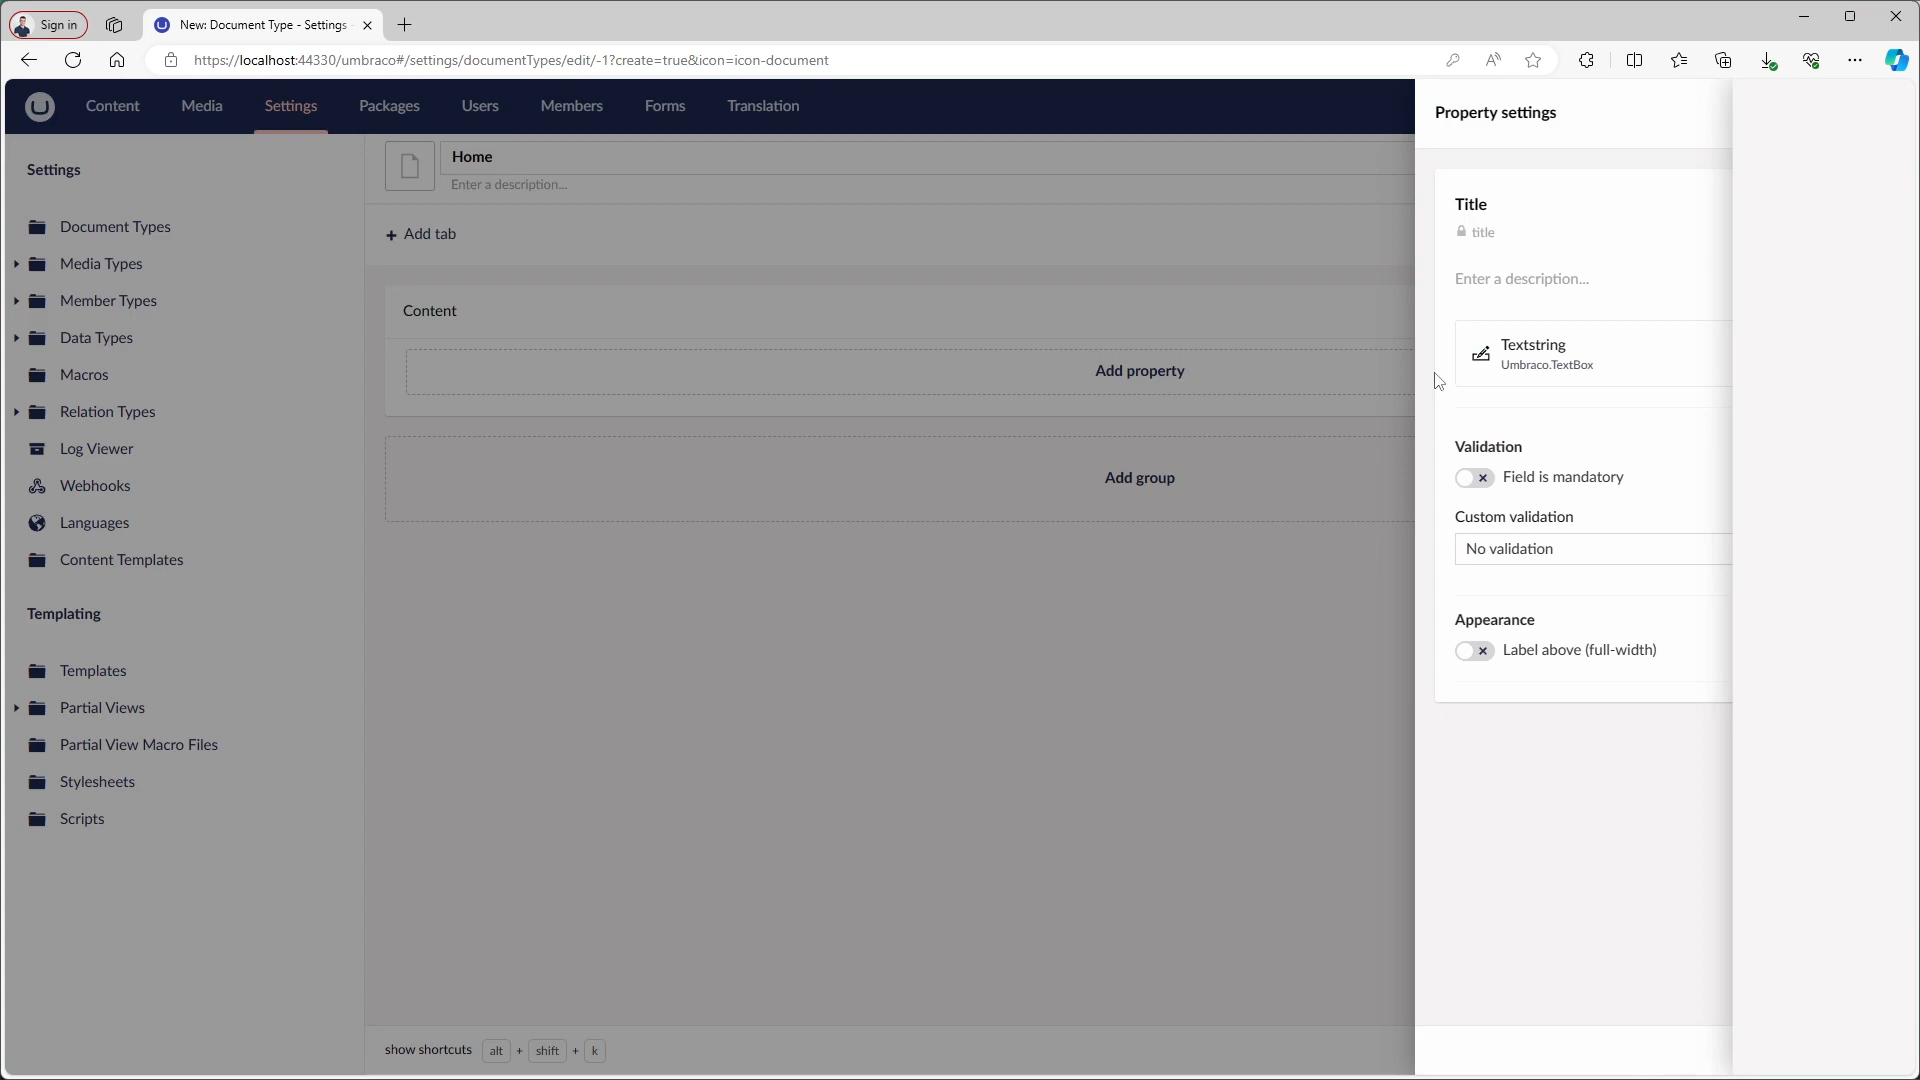 Sign in
New: Document Type - Settings
https://localhost:44330/umbraco#/settings/documentTypes/edit/-1?create=true&icon=icon-document
Content
Media
Settings
Packages
Users
Members
Forms
Translation
Settings
Document Types
Media Types
Member Types
Data Types
Macros
Relation Types
Log Viewer
Webhooks
Languages
Content Templates
Templating
Templates
Partial Views
Partial View Macro Files
Stylesheets
Scripts
Home
Enter a description...
+ Add tab
Content
Add property
Add group
show shortcuts alt + shift + k
Property settings
Title
title
Enter a description...
Textstring
Umbraco.TextBox
Validation
Field is mandatory
Custom validation
No validation
Appearance
Label above (full-width)